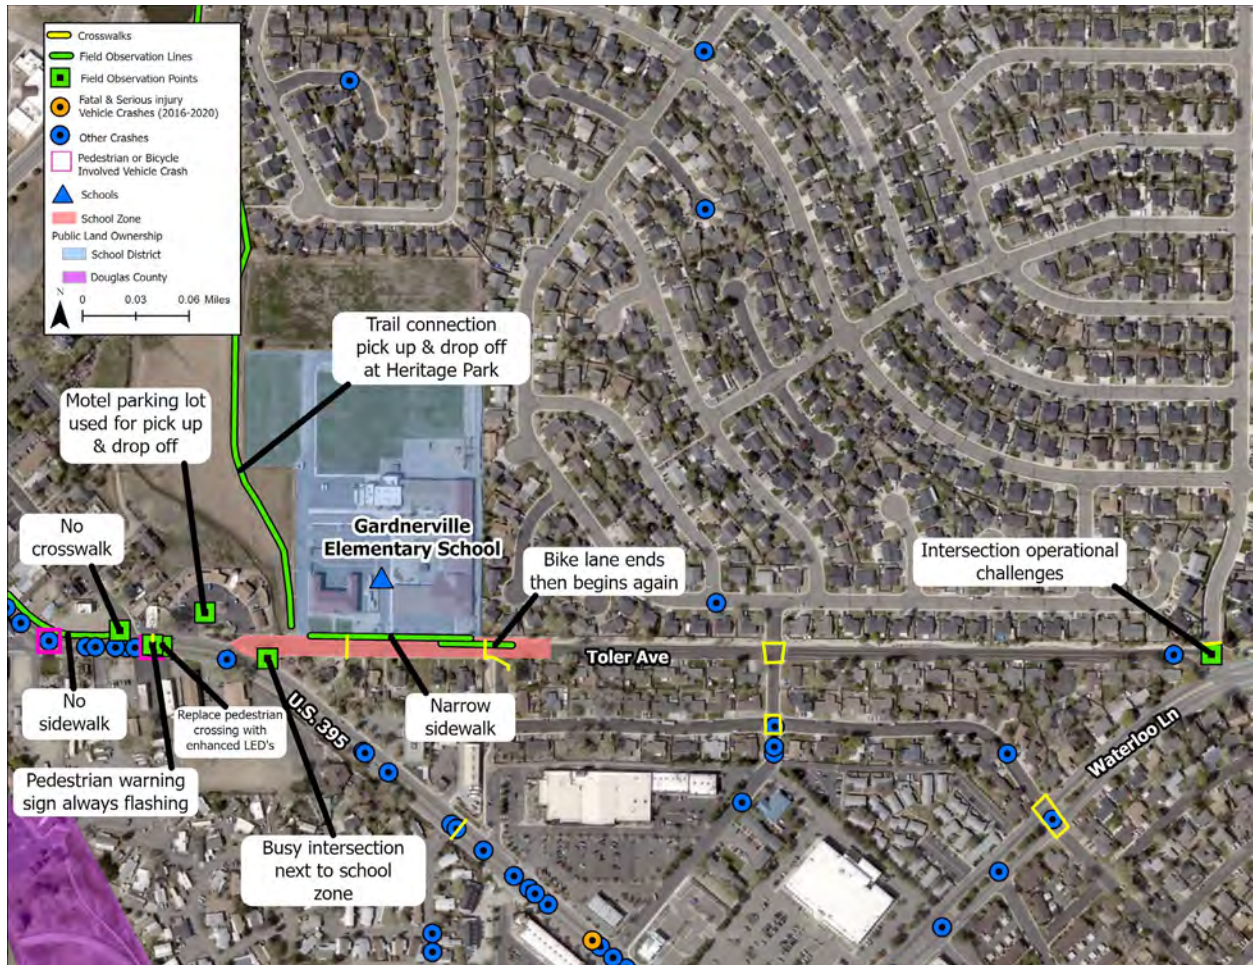 Crosswalks
Field Observation Lines
Field Observation Points
Fatal & Serious injury
Vehicle Crashes (2016-2020)
Other Crashes
Pedestrian or Bicycle
Involved Vehicle Crash
Schools
School Zone
Public Land Ownership
School District
Douglas County
N
0 0.03 0.06 Miles
Trail connection
pick up & drop off
at Heritage Park
Motel parking lot
used for pick up
& drop off
No
crosswalk
Gardnerville
Elementary School
Bike lane ends
then begins again
Intersection operational
challenges
Toler Ave
No
sidewalk
Replace pedestrian
crossing with
enhanced LED's
U.S. 395
Narrow
sidewalk
Waterloo Ln
Pedestrian warning
sign always flashing
Busy intersection
next to school
zone